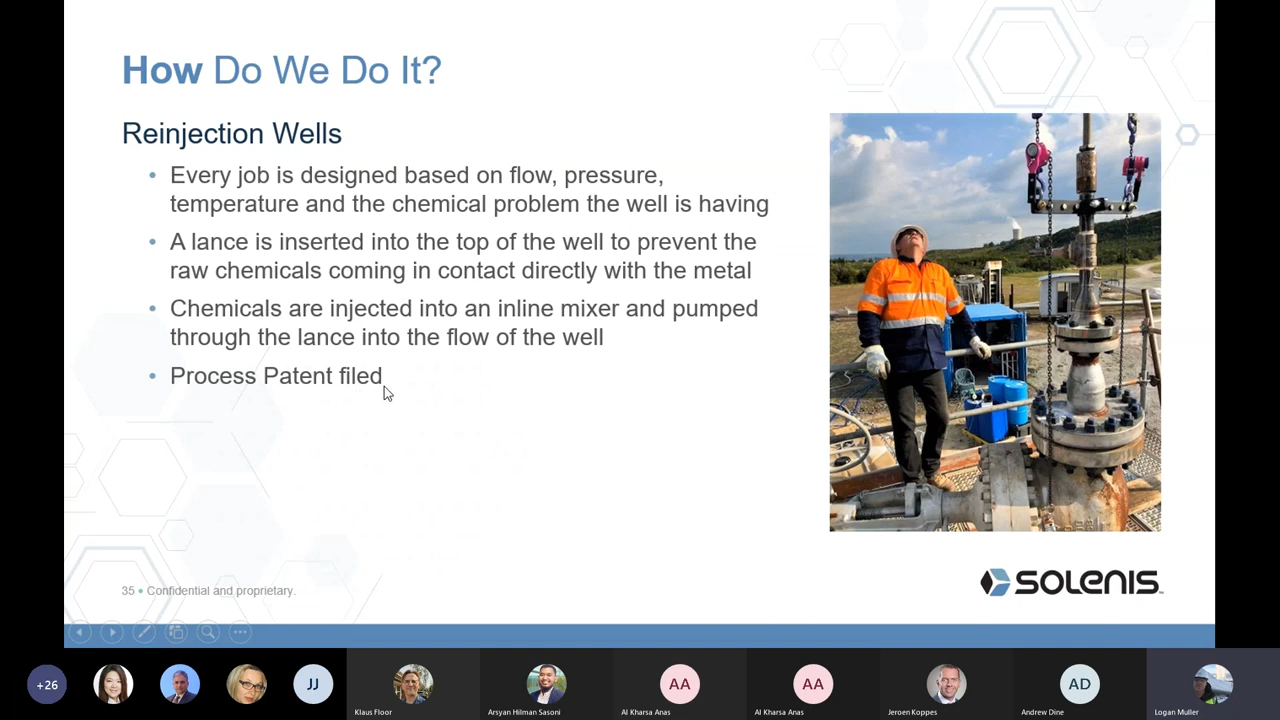 How Do We Do It?
Reinjection Wells
• Every job is designed based on flow, pressure,
temperature and the chemical problem the well is having
• A lance is inserted into the top of the well to prevent the
raw chemicals coming in contact directly with the metal
• Chemicals are injected into an inline mixer and pumped
through the lance into the flow of the well
• Process Patent filed
35 • Confidential and proprietary.
SOLENIS™
+26
JJ
AA
AA
AD
Klaus Floor
Arsyan Hilman Sasoni
Al Kharsa Anas
Al Kharsa Anas
Jeroen Koppes
Andrew Dine
Logan Muller